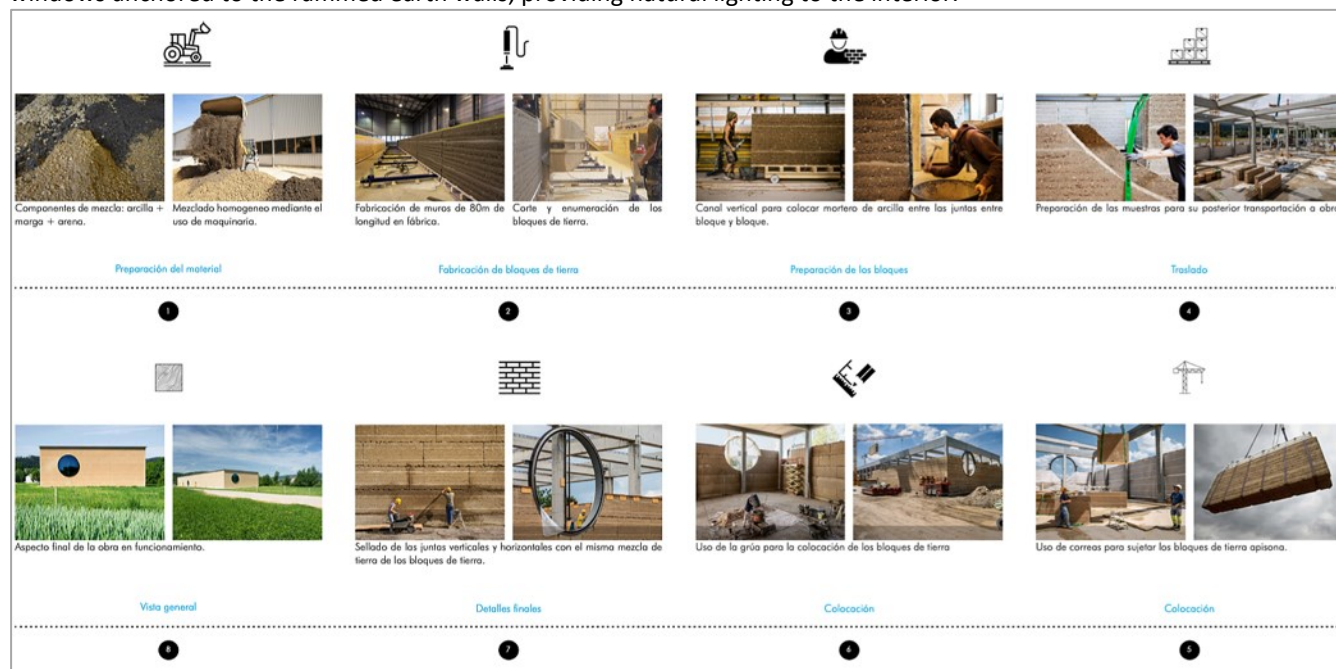 windows anchored to the rammed earth walls, providing natural lighting to the interior.
Componentes de mezcla: arcilla +
marga + arena.
Mezclado homogeneo mediante el
uso de maquinaria.
Fabricación de muros de 80m de
longitud en fábrica.
Corte y enumeración de los
bloques de tierra.
Canal vertical para colocar mortero de arcilla entre las juntas entre
bloque y bloque.
Preparación de las muestras para su posterior transportación a obra
Preparación del material
Fabricación de bloques de tierra
Preparación de los bloques
Traslado
1
2
3
4
Aspecto final de la obra en funcionamiento.
Sellado de las juntas verticales y horizontales con el misma mezcla de
tierra de los bloques de tierra.
Uso de la grúa para la colocación de los bloques de tierra
Uso de correas para sujetar los bloques de tierra apisona.
Vista general
Detalles finales
Colocación
Colocación
8
7
6
5